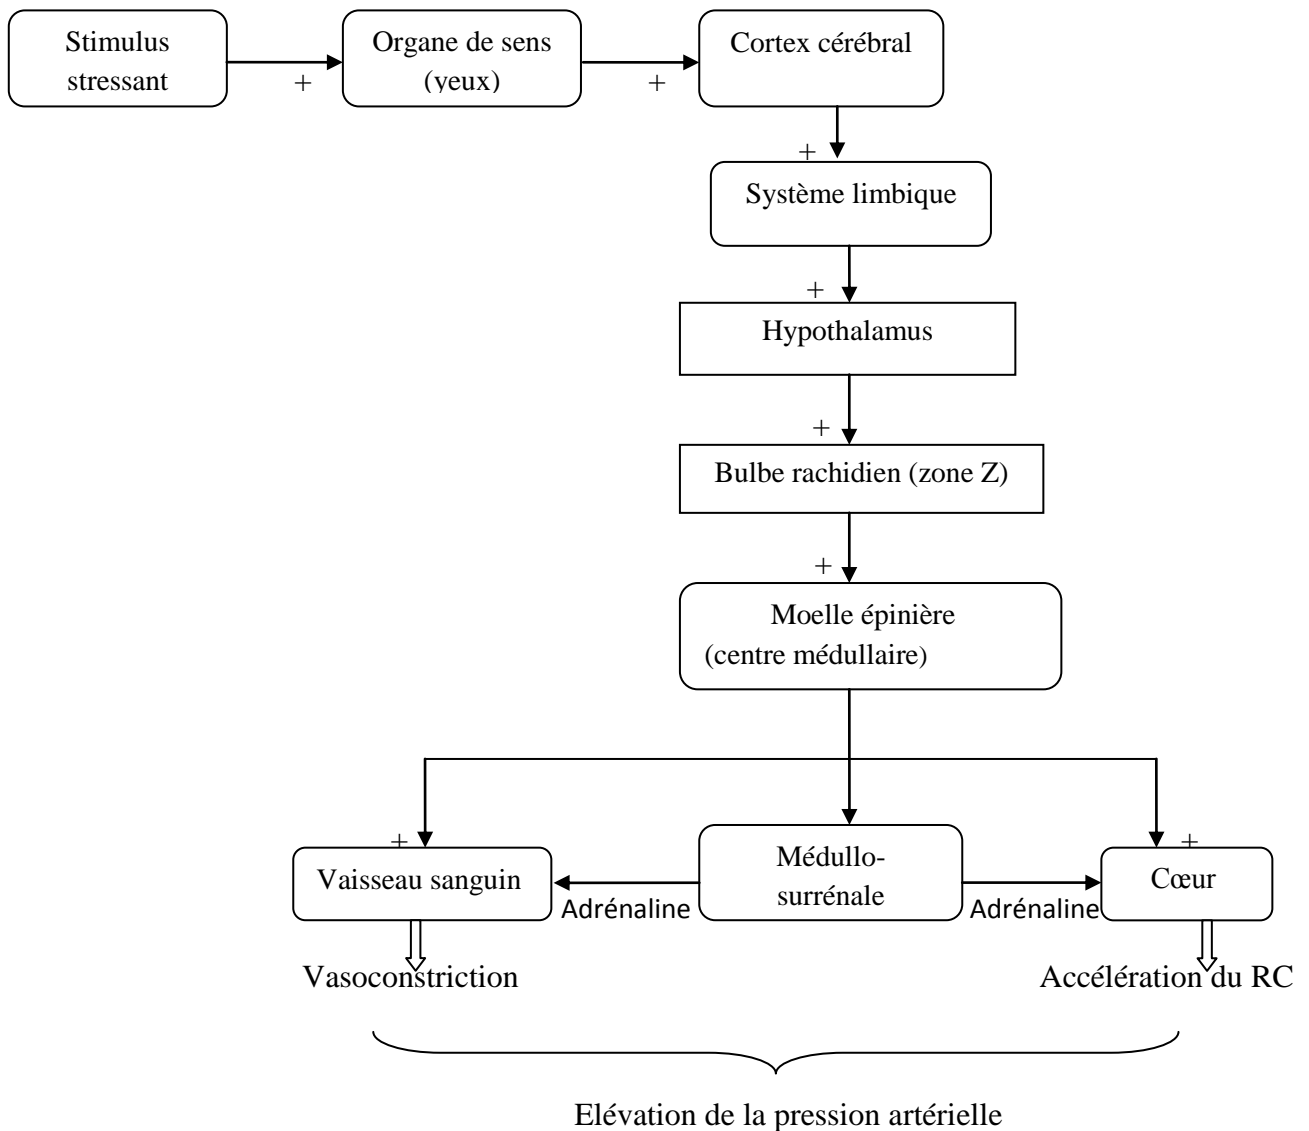 Stimulus
stressant
+
Organe de sens
(yeux)
+
Cortex cérébral
+
Système limbique
+
Hypothalamus
+
Bulbe rachidien (zone Z)
+
Moelle épinière
(centre médullaire)
+
+
Vaisseau sanguin
Adrénaline
Médullo-
surrénale
Adrénaline
Cœur
Vasoconstriction
Accélération du RC
Elévation de la pression artérielle